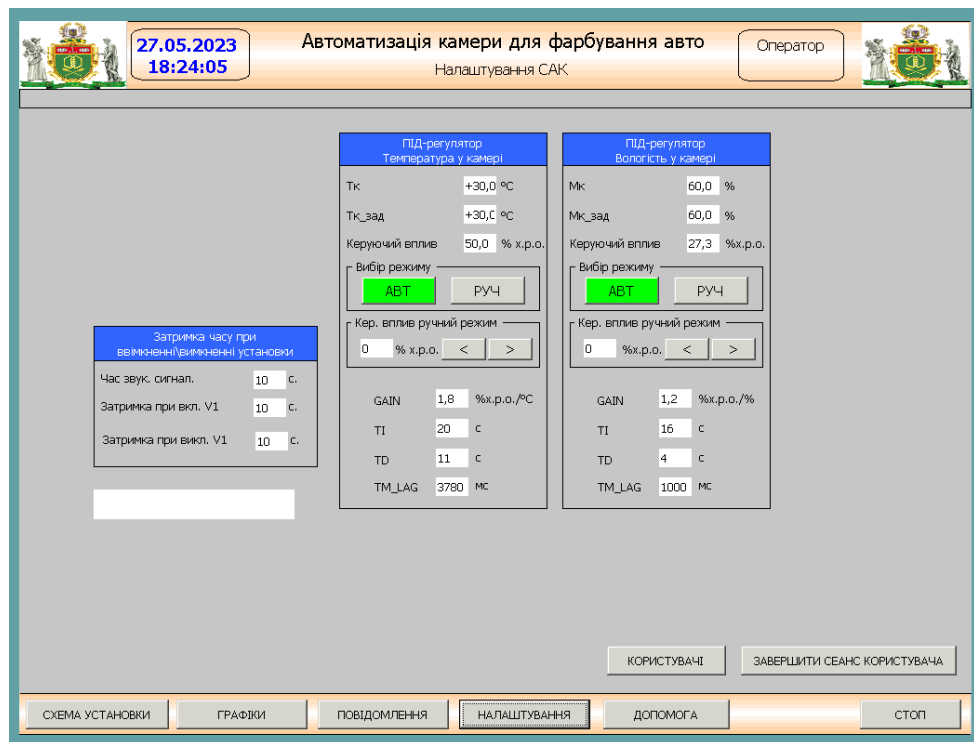 27.05.2023
18:24:05
Автоматизація камери для фарбування авто
Налаштування САК
Оператор
ПІД-регулятор
Температура у камері
Тк +30,0 °C
Тк_зад +30,0 °C
Керуючий вплив 50,0 % х.р.о.
Вибір режиму
АВТ РУЧ
Кер. вплив ручний режим
0 % х.р.о. < >
GAIN 1,8 %х.р.о./°C
TI 20 с
TD 11 с
TM_LAG 3780 мс
ПІД-регулятор
Вологість у камері
Мк 60,0 %
Мк_зад 60,0 %
Керуючий вплив 27,3 %х.р.о.
Вибір режиму
АВТ РУЧ
Кер. вплив ручний режим
0 %х.р.о. < >
GAIN 1,2 %х.р.о./%
TI 16 с
TD 4 с
TM_LAG 1000 мс
Затримка часу при
ввімкненні\вимкненні установки
Час звук. сигнал. 10 с.
Затримка при вкл. V1 10 с.
Затримка при викл. V1 10 с.
КОРИСТУВАЧІ ЗАВЕРШИТИ СЕАНС КОРИСТУВАЧА
СХЕМА УСТАНОВКИ ГРАФІКИ ПОВІДОМЛЕННЯ НАЛАШТУВАННЯ ДОПОМОГА СТОП